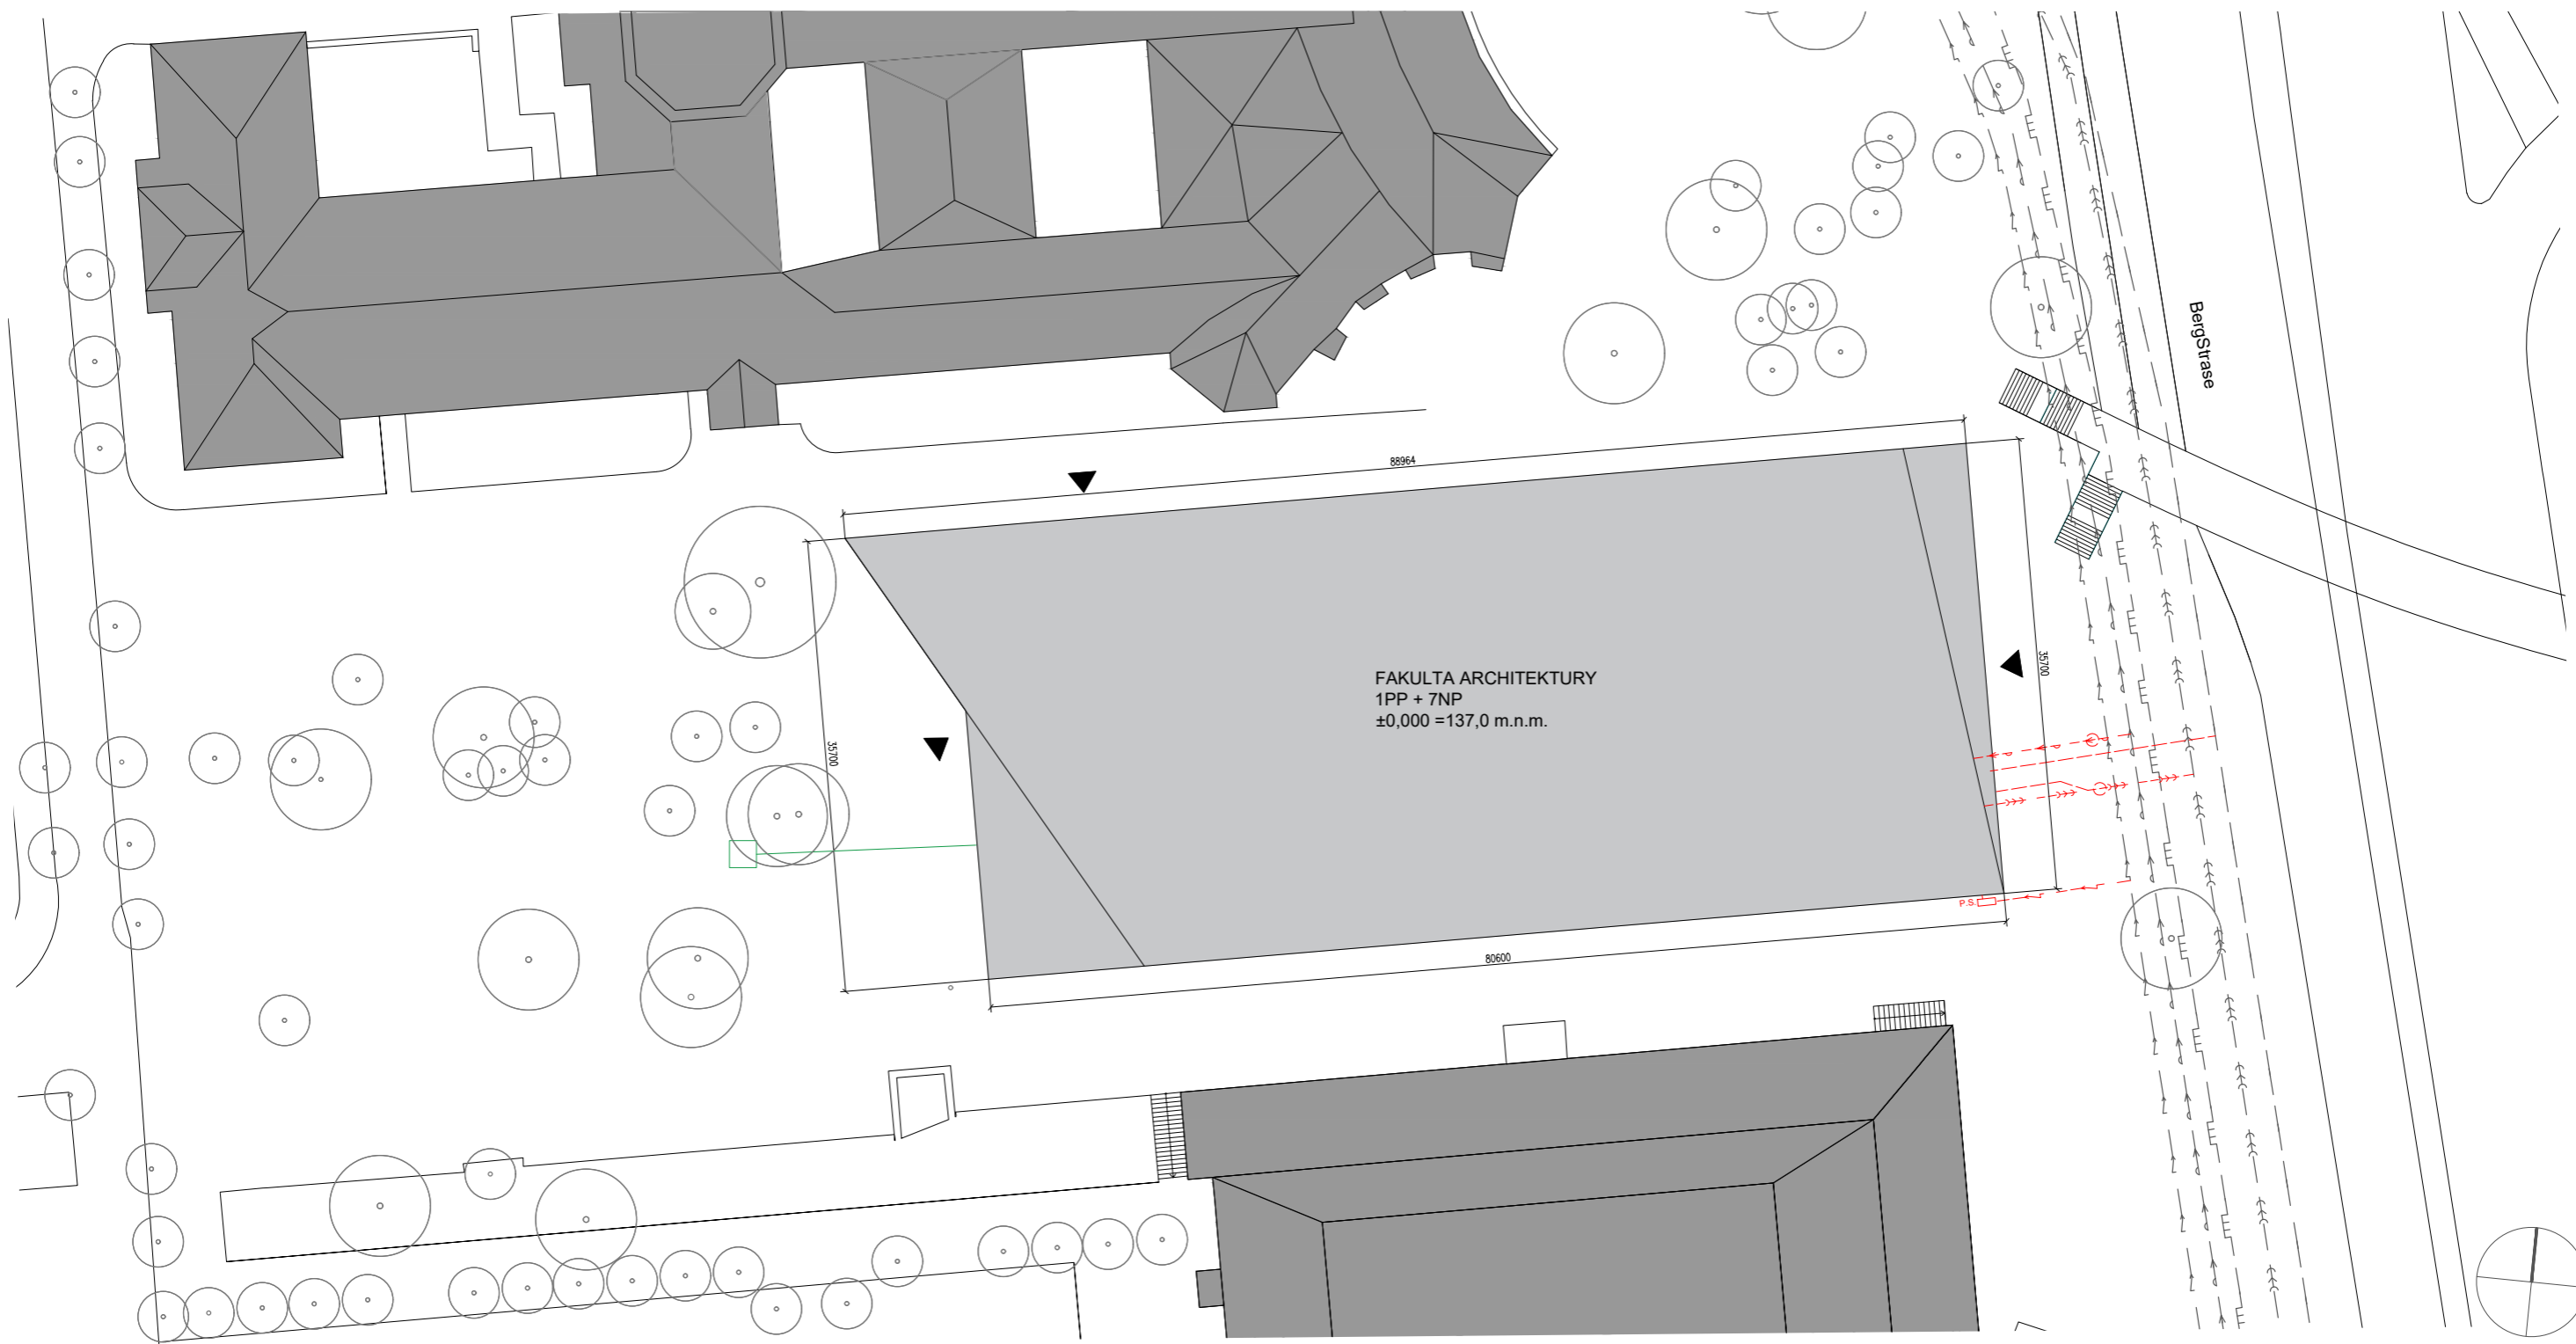 BergStrase
88964
FAKULTA ARCHITEKTURY
1PP + 7NP
±0,000 =137,0 m.n.m.
35700
35700
P.S.
80600